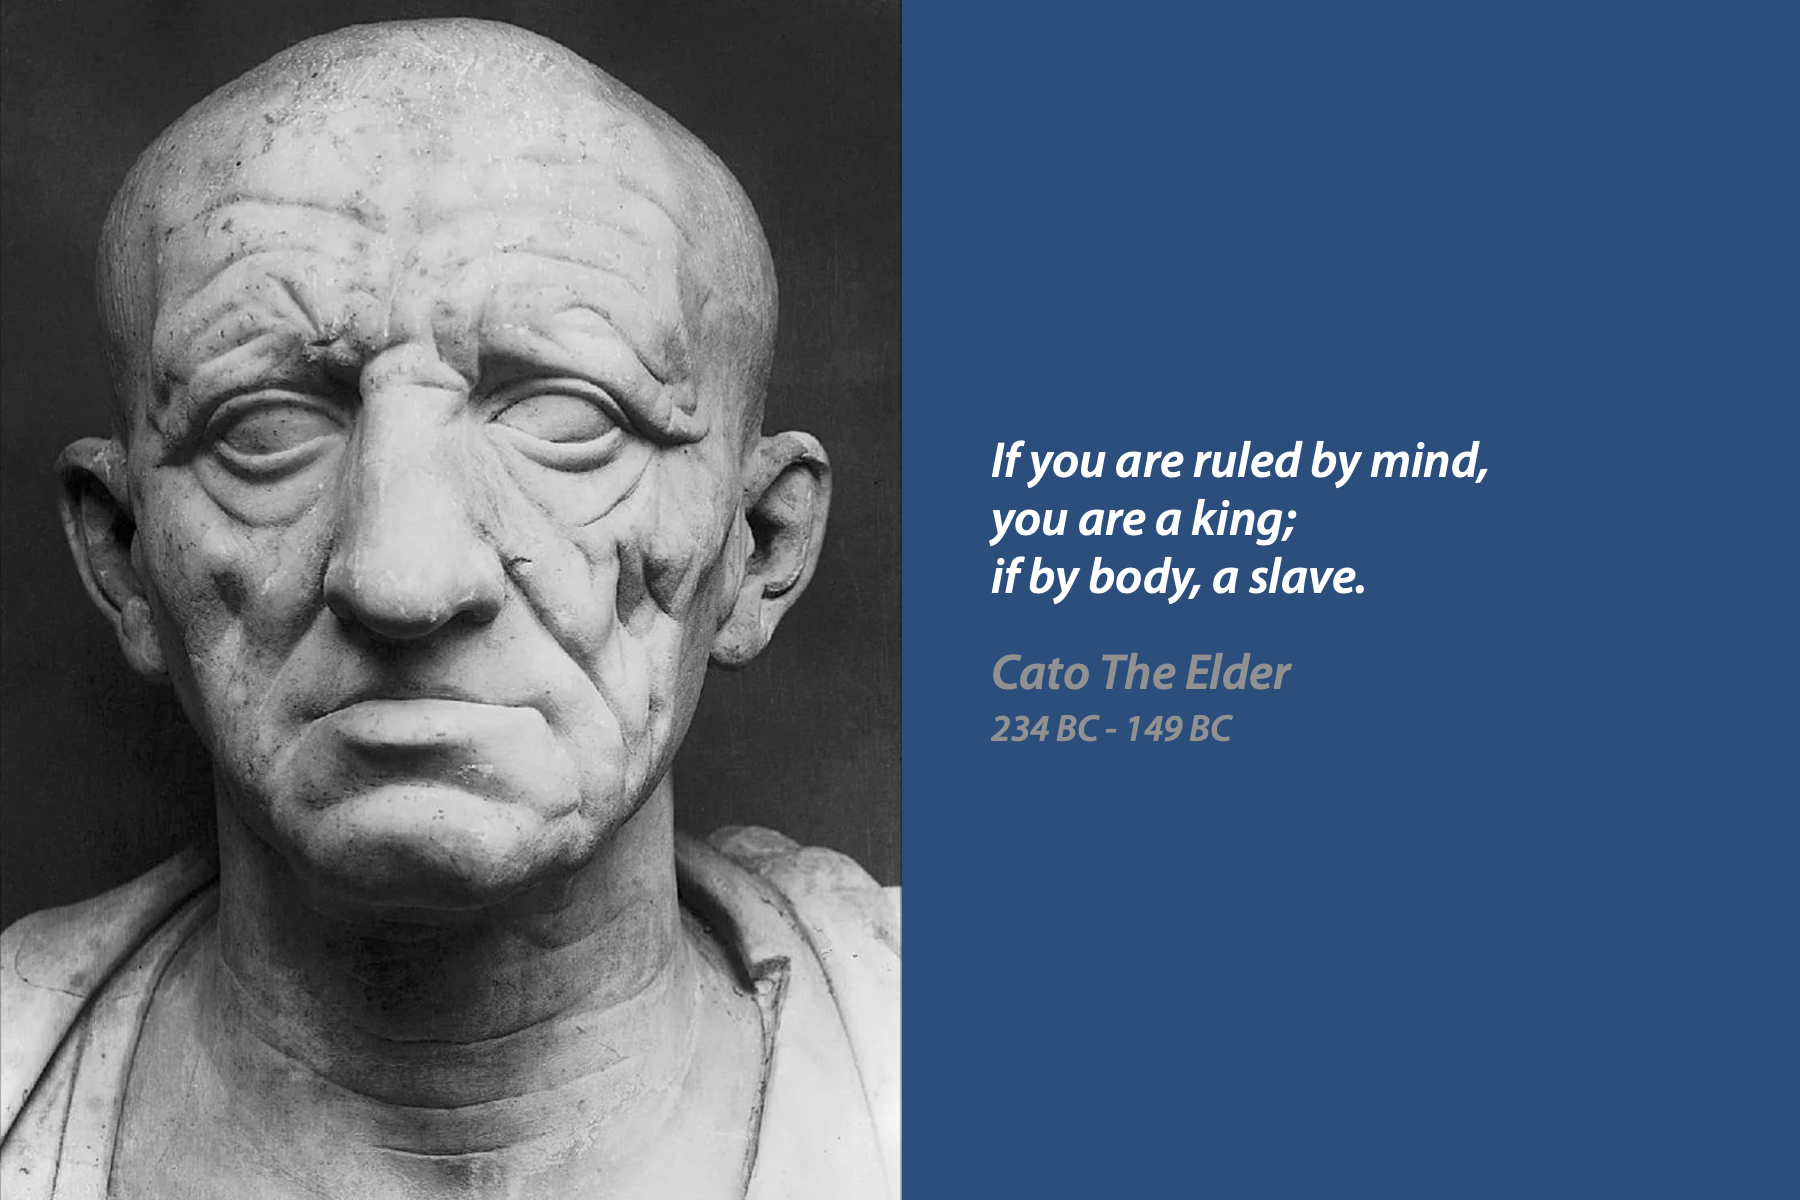 If you are ruled by mind,
you are a king;
if by body, a slave.
Cato The Elder
234 BC - 149 BC